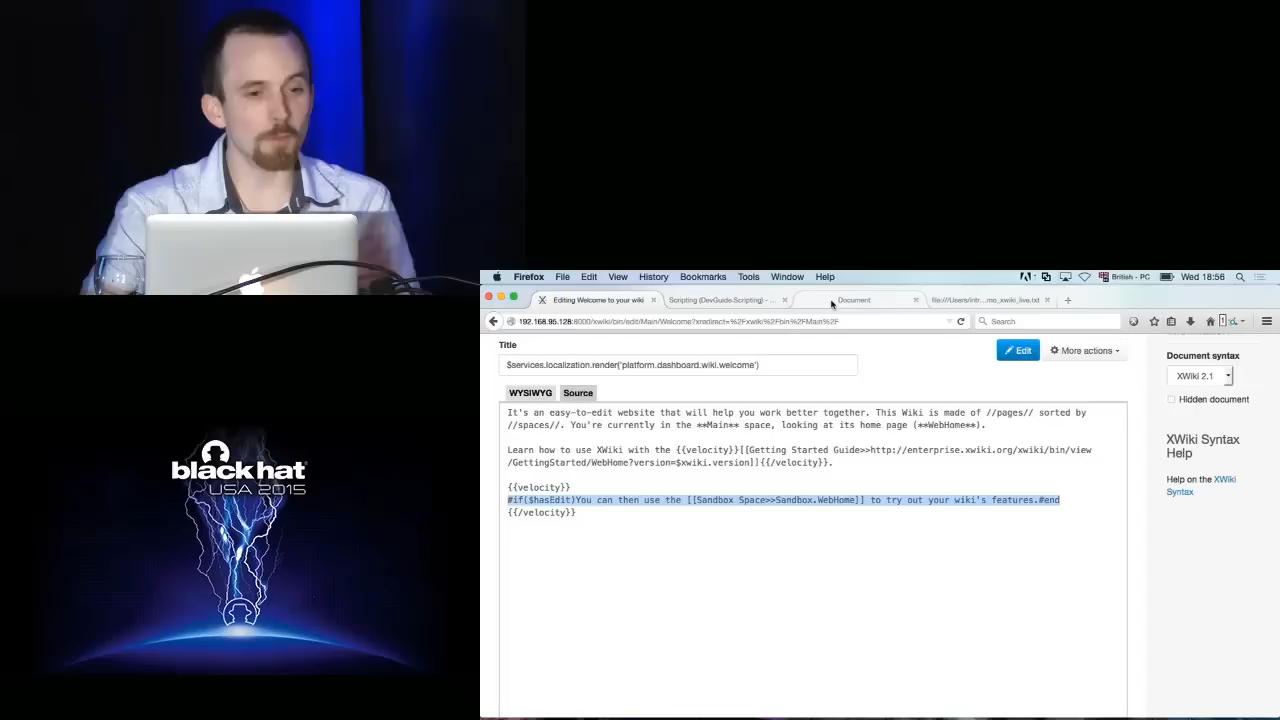 Firefox File Edit View History Bookmarks Tools Window Help British - PC Wed 18:56
Editing Welcome to your wiki Scripting (DevGuide.Scripting) - ... Document file:///Users/intr...mo_xwiki_live.txt
192.168.95.128:8000/xwiki/bin/edit/Main/Welcome?xredirect=%2Fxwiki%2Fbin%2FMain%2F Search
Title
Edit More actions
$services.localization.render('platform.dashboard.wiki.welcome')
WYSIWYG Source
It's an easy-to-edit website that will help you work better together. This Wiki is made of //pages// sorted by
//spaces//. You're currently in the **Main** space, looking at its home page (**WebHome**).
Learn how to use XWiki with the {{velocity}}[[Getting Started Guide>>http://enterprise.xwiki.org/xwiki/bin/view
/GettingStarted/WebHome?version=$xwiki.version]]{{/velocity}}.
{{velocity}}
#if($hasEdit)You can then use the [[Sandbox Space>>Sandbox.WebHome]] to try out your wiki's features.#end
{{/velocity}}
Document syntax
XWiki 2.1
Hidden document
XWiki Syntax
Help
Help on the XWiki
Syntax
black hat
USA 2015